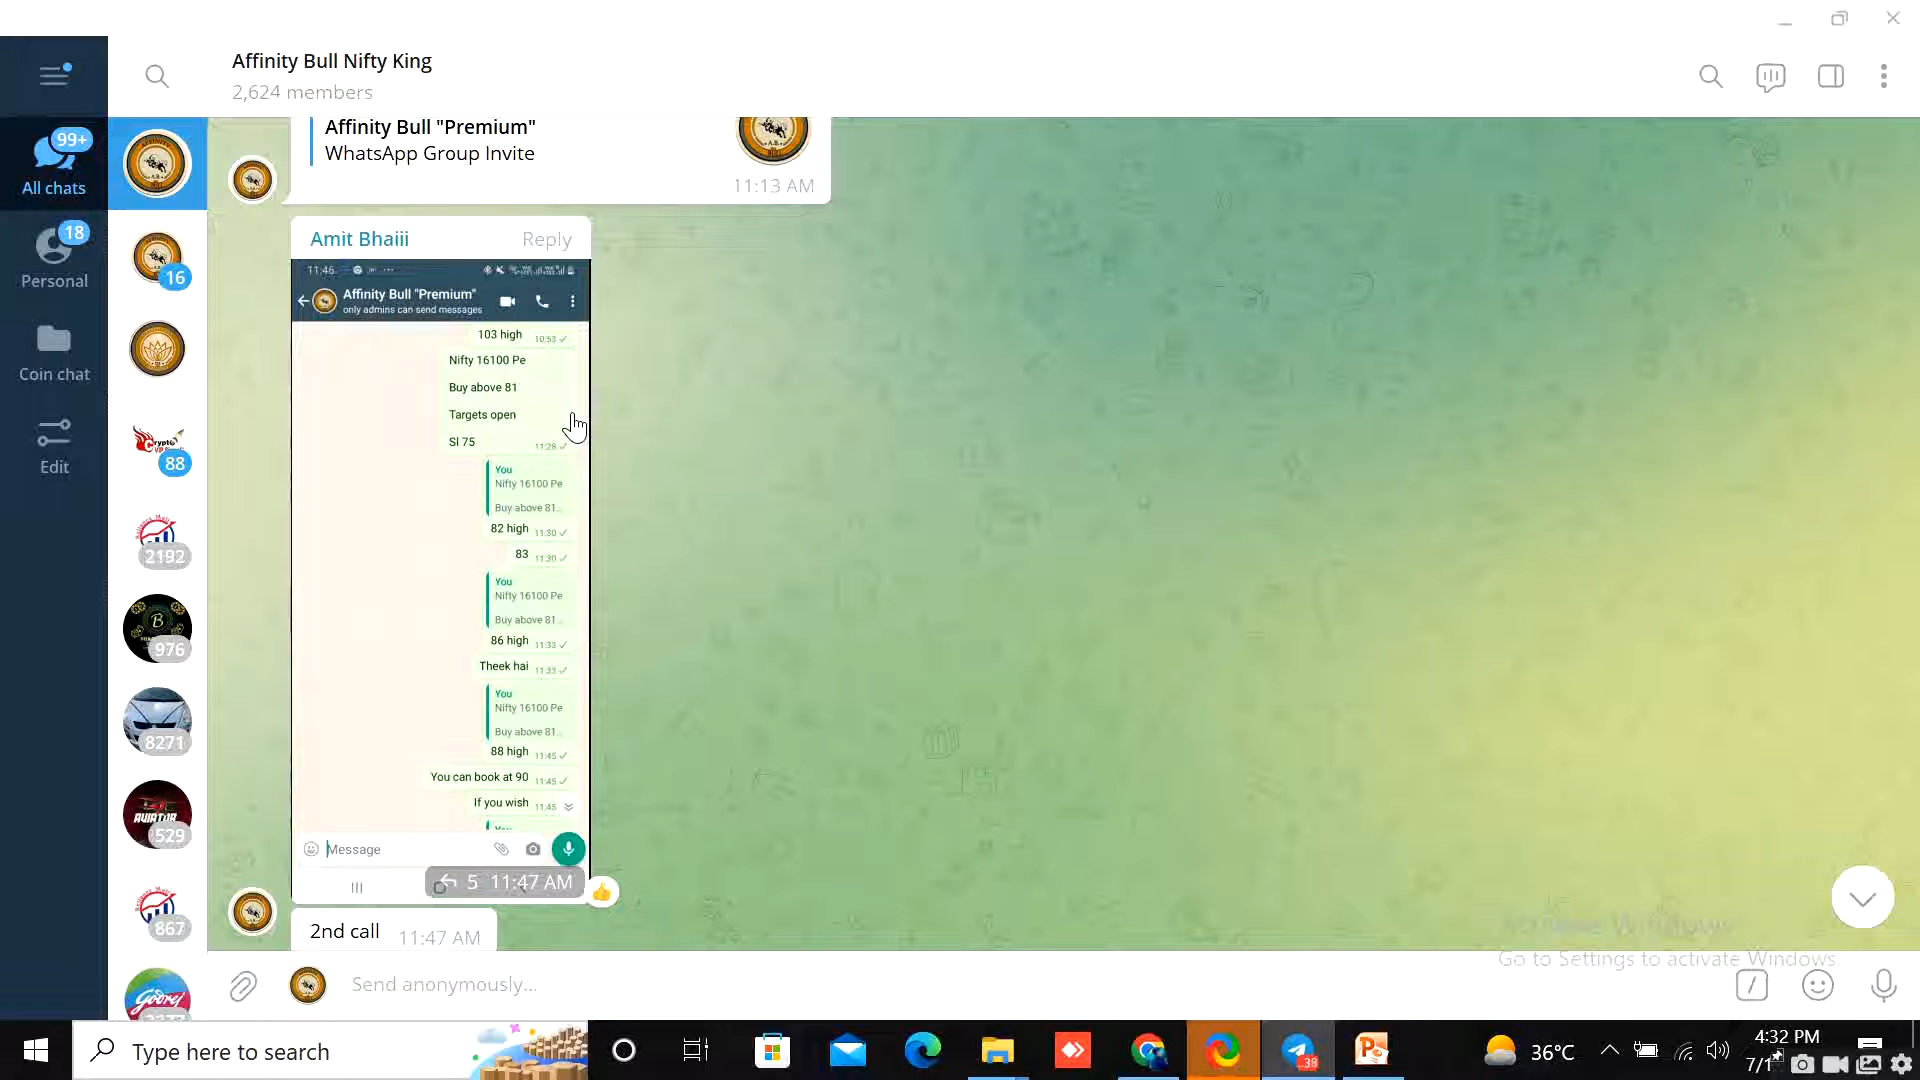 Affinity Bull Nifty King
2,624 members
99+
All chats
18
Personal
Coin chat
Edit
16
88
2192
976
8271
AVIATOR
529
867
Godrej
Affinity Bull "Premium"
WhatsApp Group Invite
11:13 AM
Amit Bhaiii
Reply
11:46
Affinity Bull "Premium"
only admins can send messages
103 high 10:53
Nifty 16100 Pe
Buy above 81
Targets open
Sl 75 11:28
You
Nifty 16100 Pe
Buy above 81...
82 high 11:30
83 11:30
You
Nifty 16100 Pe
Buy above 81...
86 high 11:33
Theek hai 11:33
You
Nifty 16100 Pe
Buy above 81...
88 high 11:45
You can book at 90 11:45
If you wish 11:45
You
Message
5 11:47 AM
2nd call 11:47 AM
Send anonymously...
Go to Settings to activate Windows.
Type here to search
36°C
4:32 PM